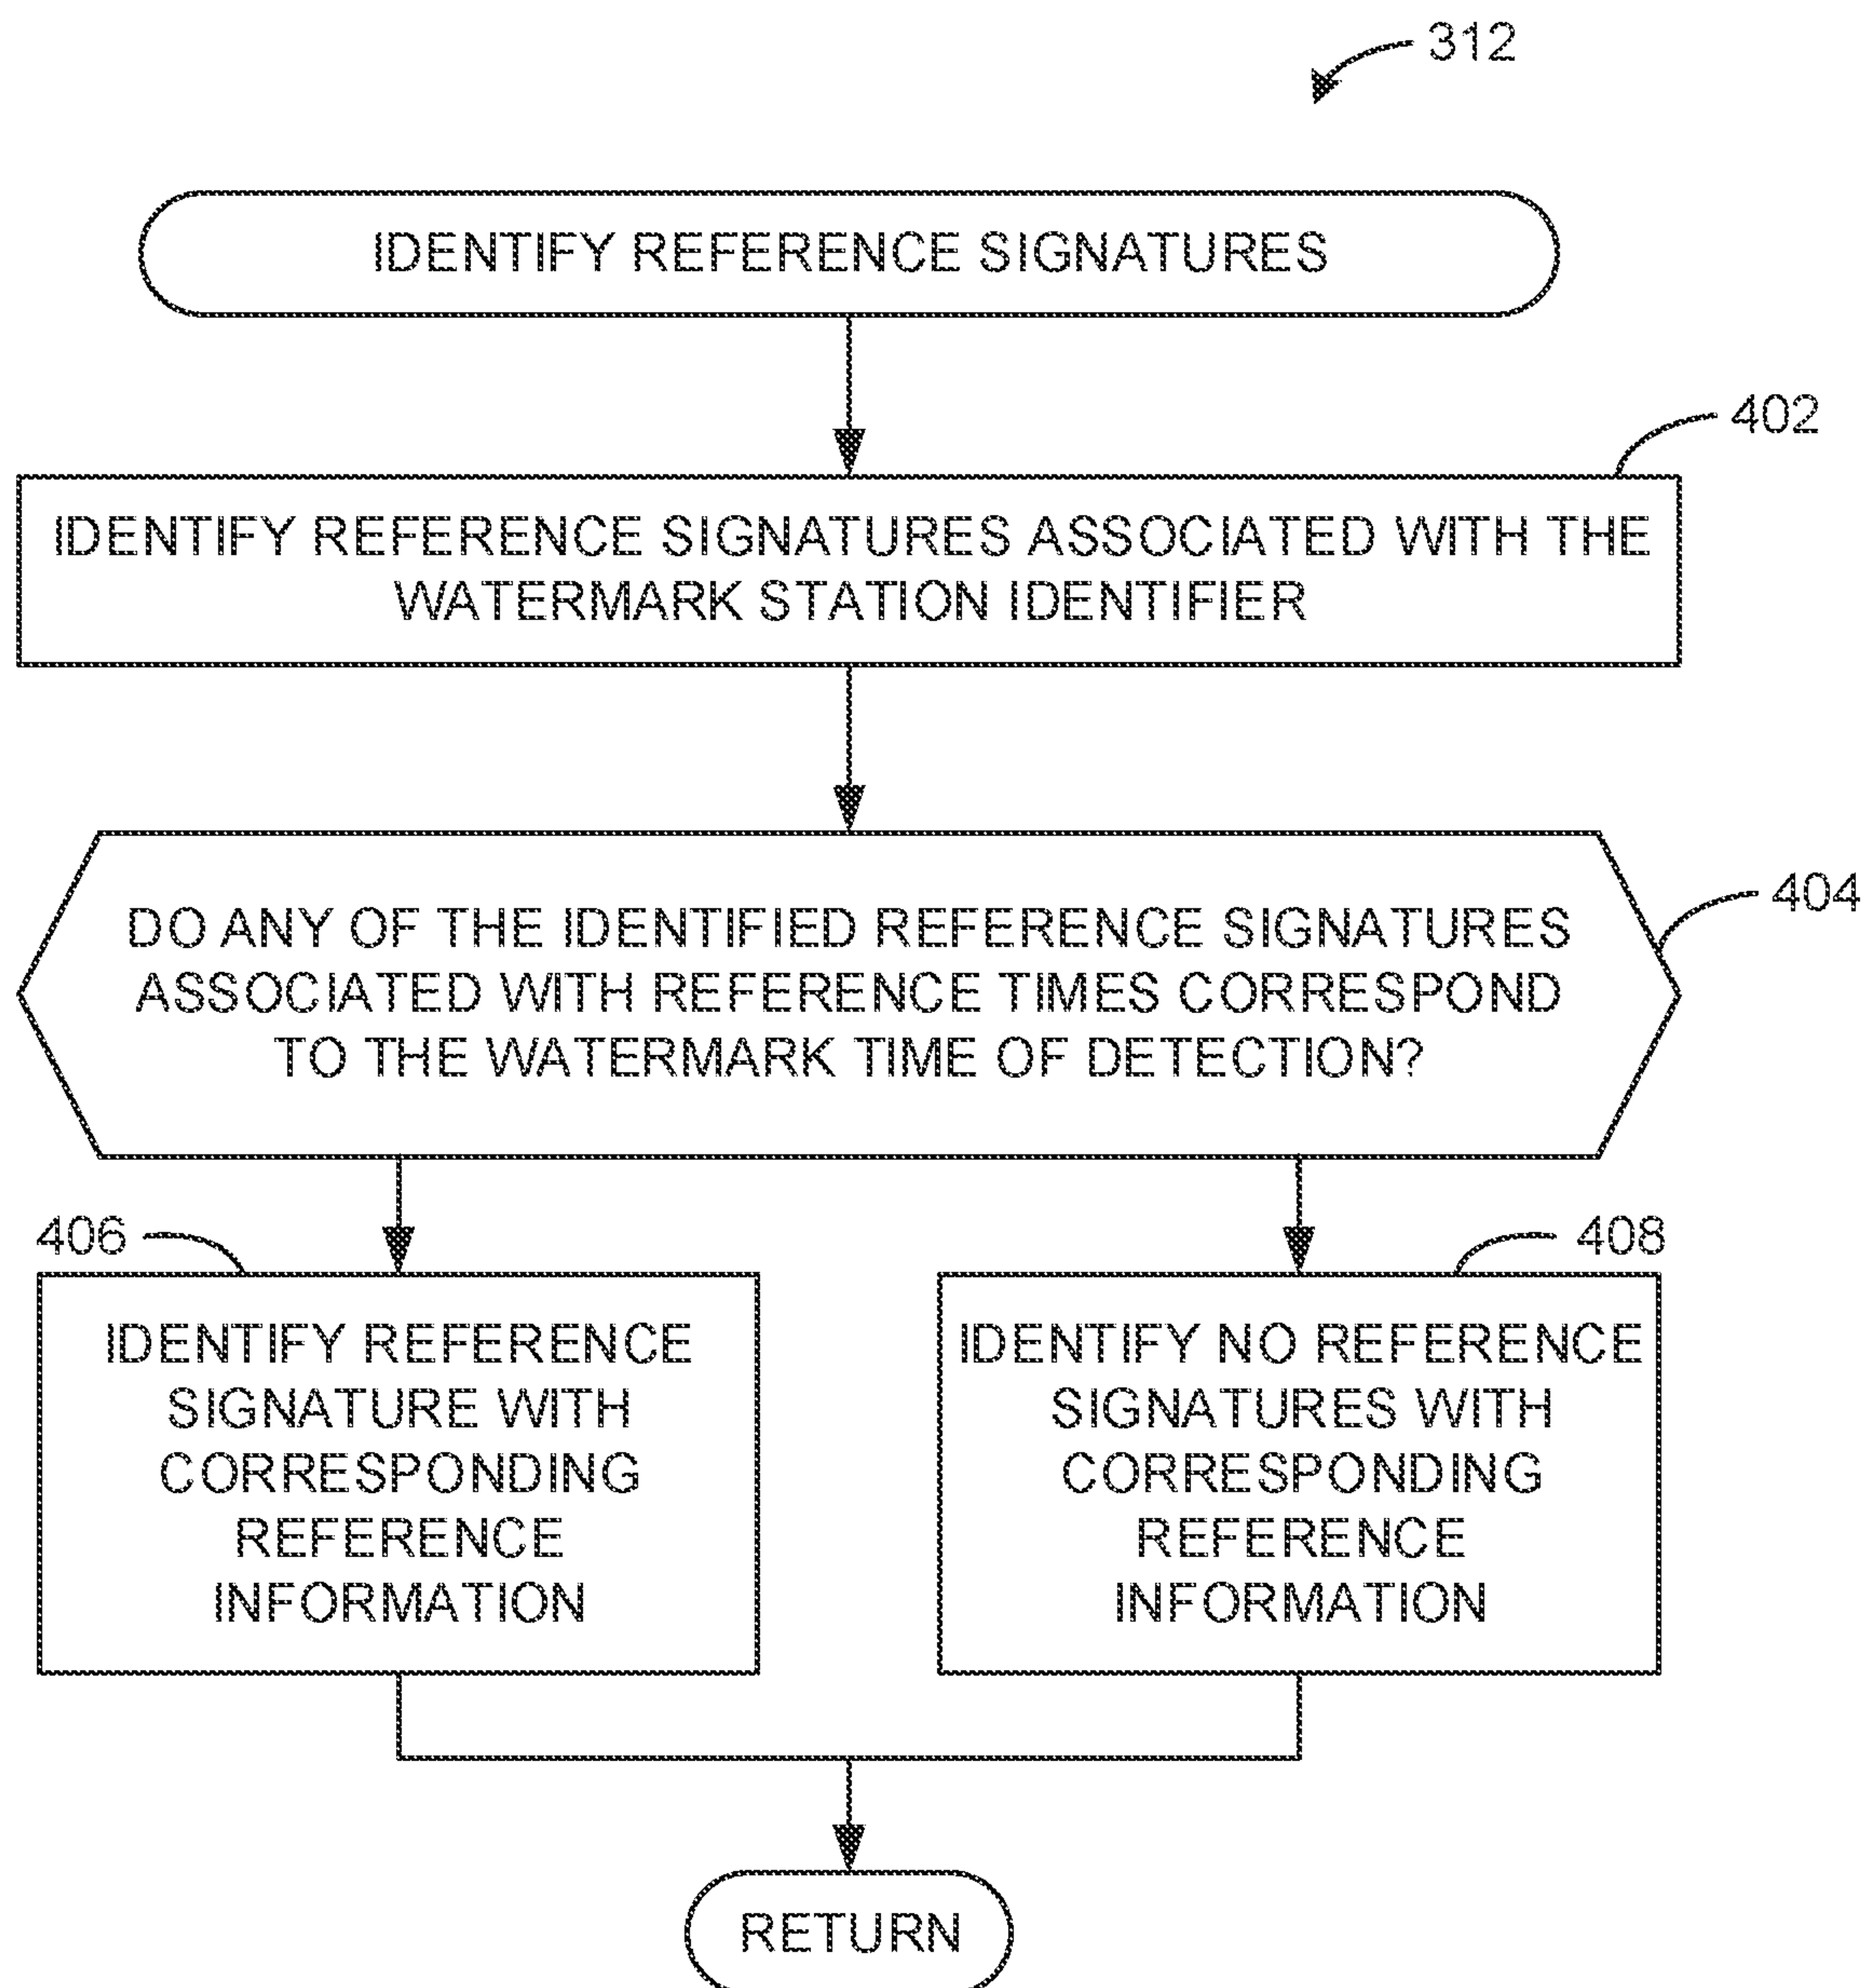 312
IDENTIFY REFERENCE SIGNATURES
402
IDENTIFY REFERENCE SIGNATURES ASSOCIATED WITH THE
WATERMARK STATION IDENTIFIER
404
DO ANY OF THE IDENTIFIED REFERENCE SIGNATURES
ASSOCIATED WITH REFERENCE TIMES CORRESPOND
TO THE WATERMARK TIME OF DETECTION?
406
IDENTIFY REFERENCE
SIGNATURE WITH
CORRESPONDING
REFERENCE
INFORMATION
408
IDENTIFY NO REFERENCE
SIGNATURES WITH
CORRESPONDING
REFERENCE
INFORMATION
RETURN